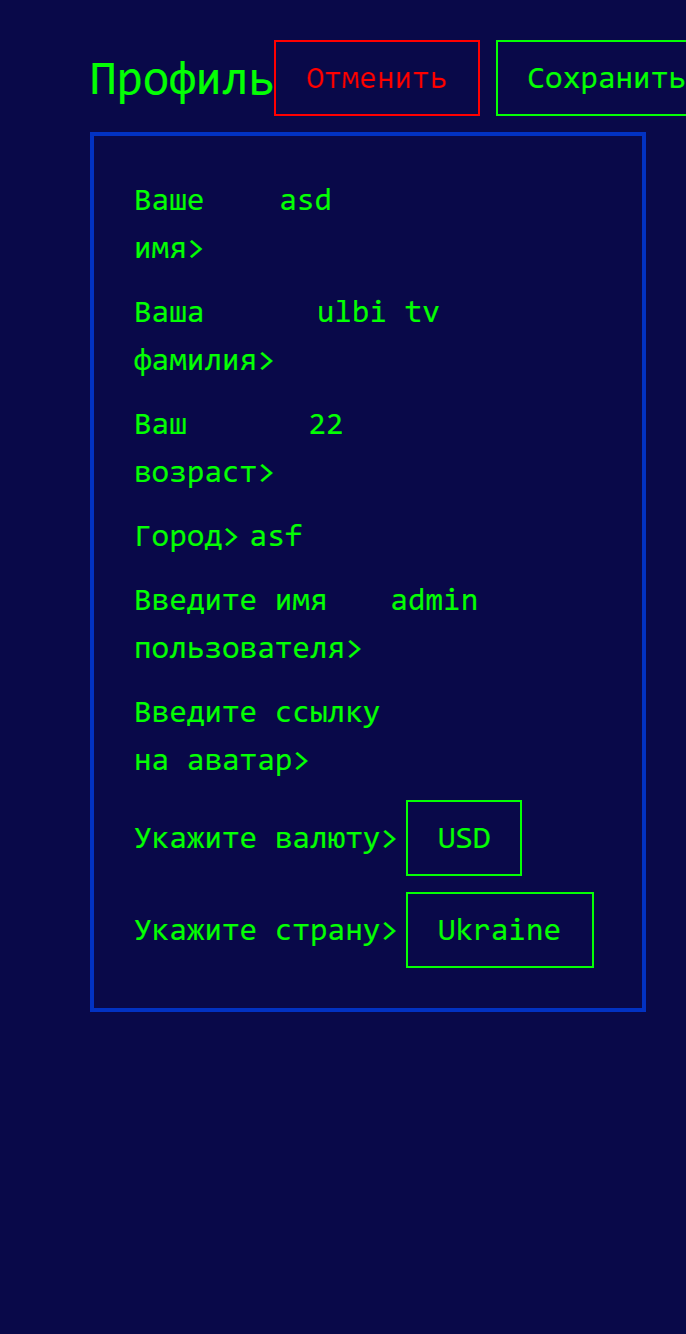 Профиль Отменить Сохранить
Ваше asd
имя>
Ваша ulbi tv
фамилия>
Ваш 22
возраст>
Город> asf
Введите имя admin
пользователя>
Введите ссылку
на аватар>
Укажите валюту> USD
Укажите страну> Ukraine